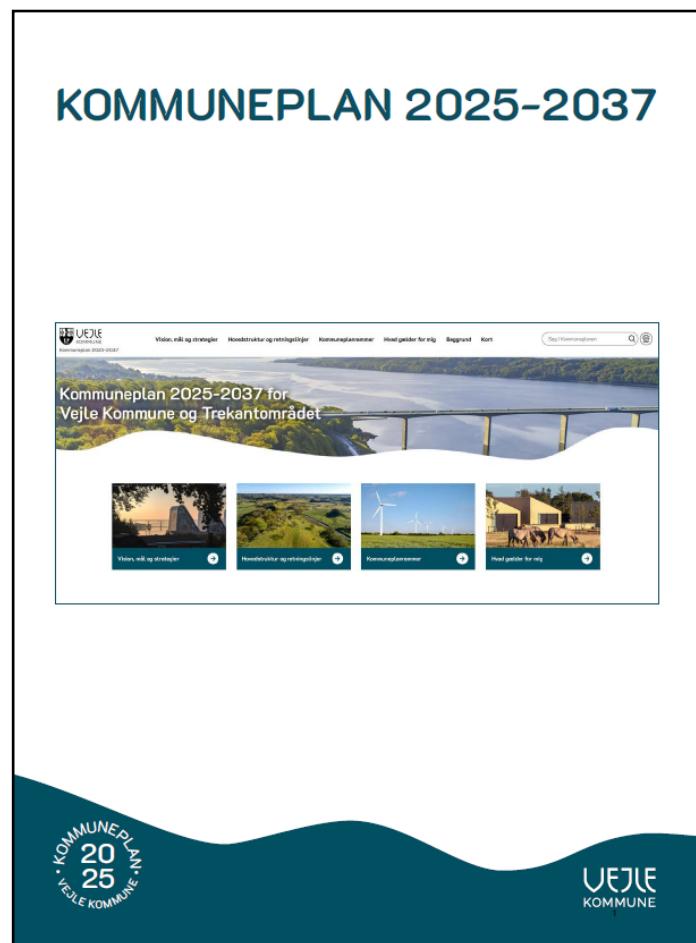 KOMMUNEPLAN 2025-2037
VEJLE
KOMMUNE
Kommuneplan 2025-2037
Vision, mål og strategier
Hovedstruktur og retningslinjer
Kommuneplanrammer
Hvad gælder for mig
Baggrund
Kort
Søg i Kommuneplanen
Kommuneplan 2025-2037 for
Vejle Kommune og Trekantområdet
Vision, mål og strategier
Hovedstruktur og retningslinjer
Kommuneplanrammer
Hvad gælder for mig
KOMMUNEPLAN
20
25
VEJLE KOMMUNE
VEJLE
KOMMUNE
1